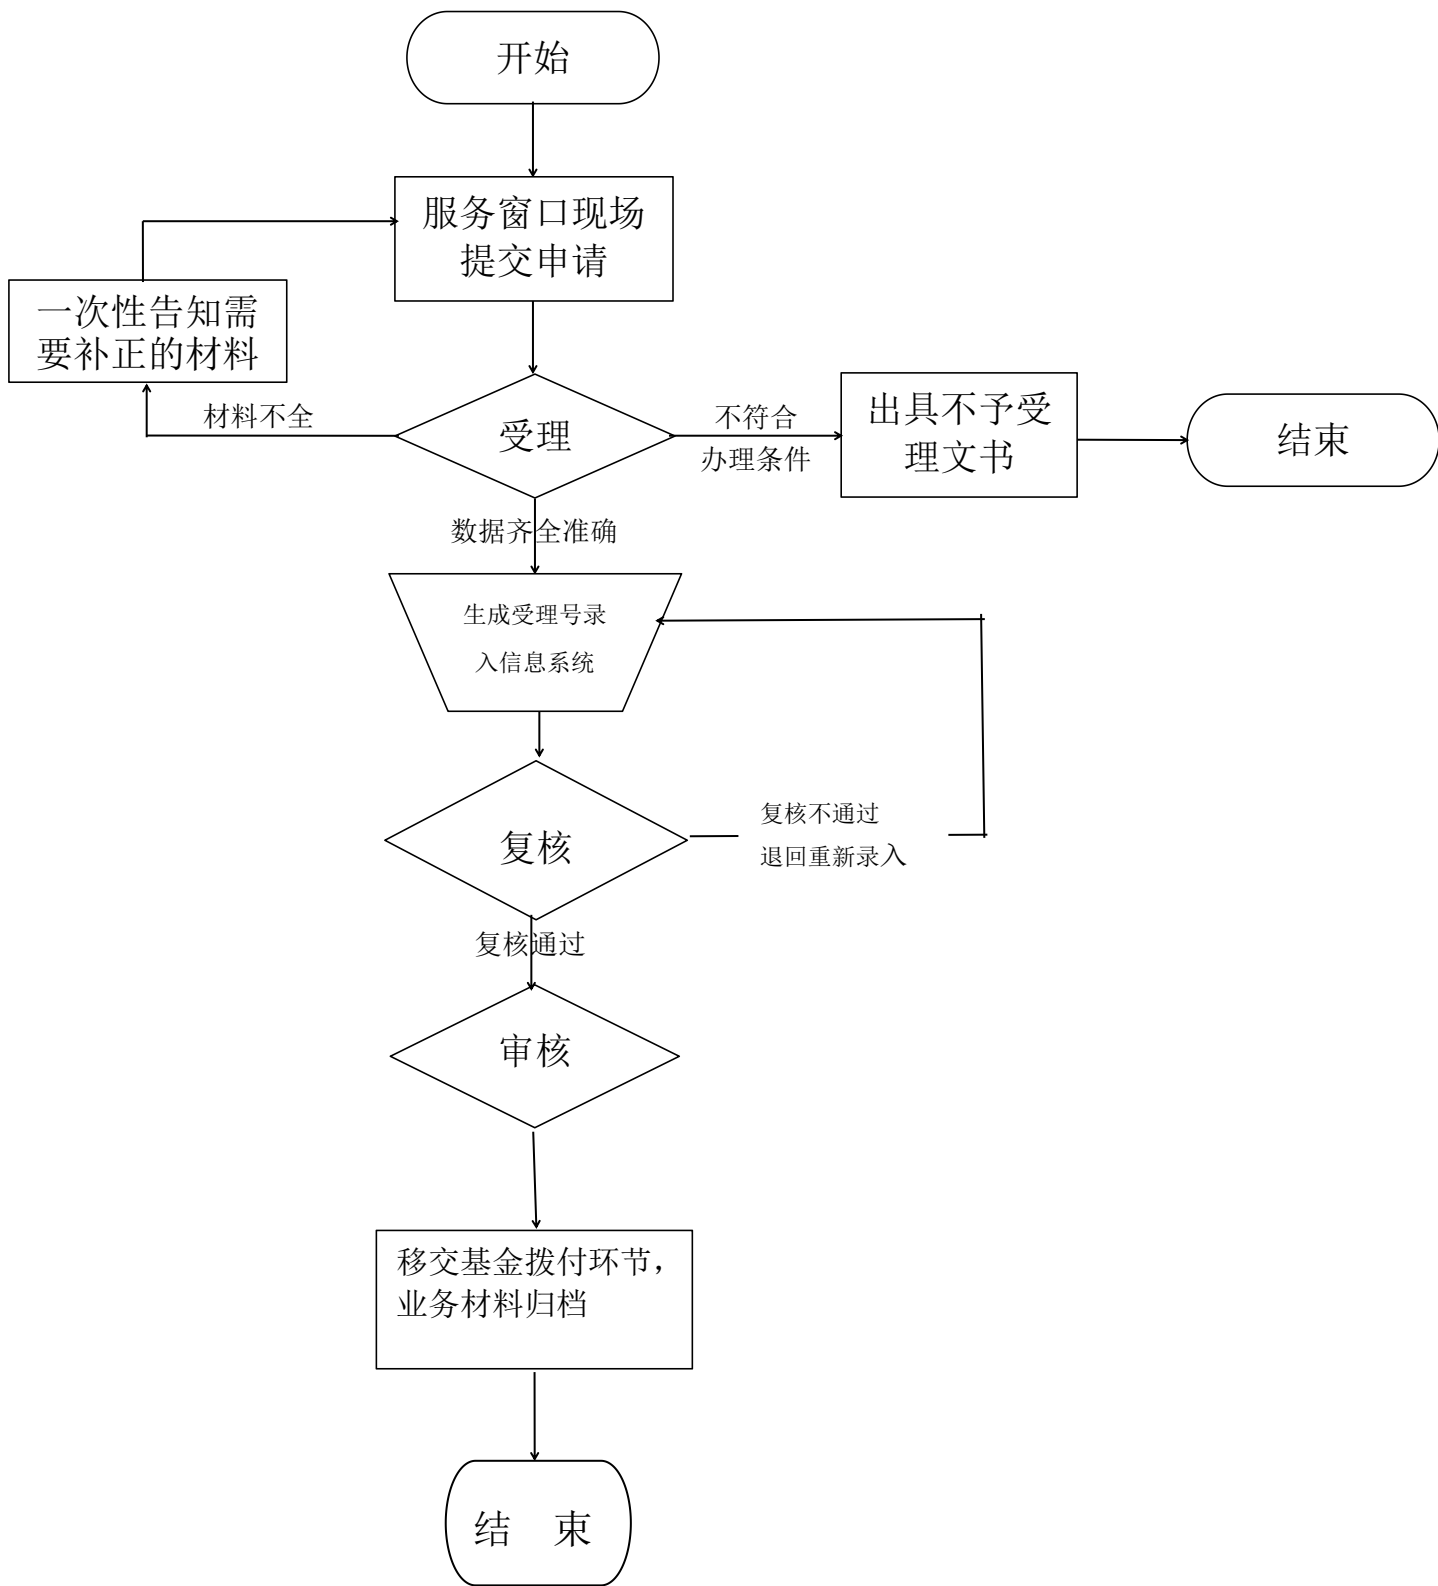 开始
服务窗口现场
提交申请
一次性告知需
要补正的材料
材料不全
受理
不符合
办理条件
出具不予受
理文书
结束
数据齐全准确
生成受理号录
入信息系统
复核
复核不通过
退回重新录入
复核通过
审核
移交基金拨付环节，
业务材料归档
结 束